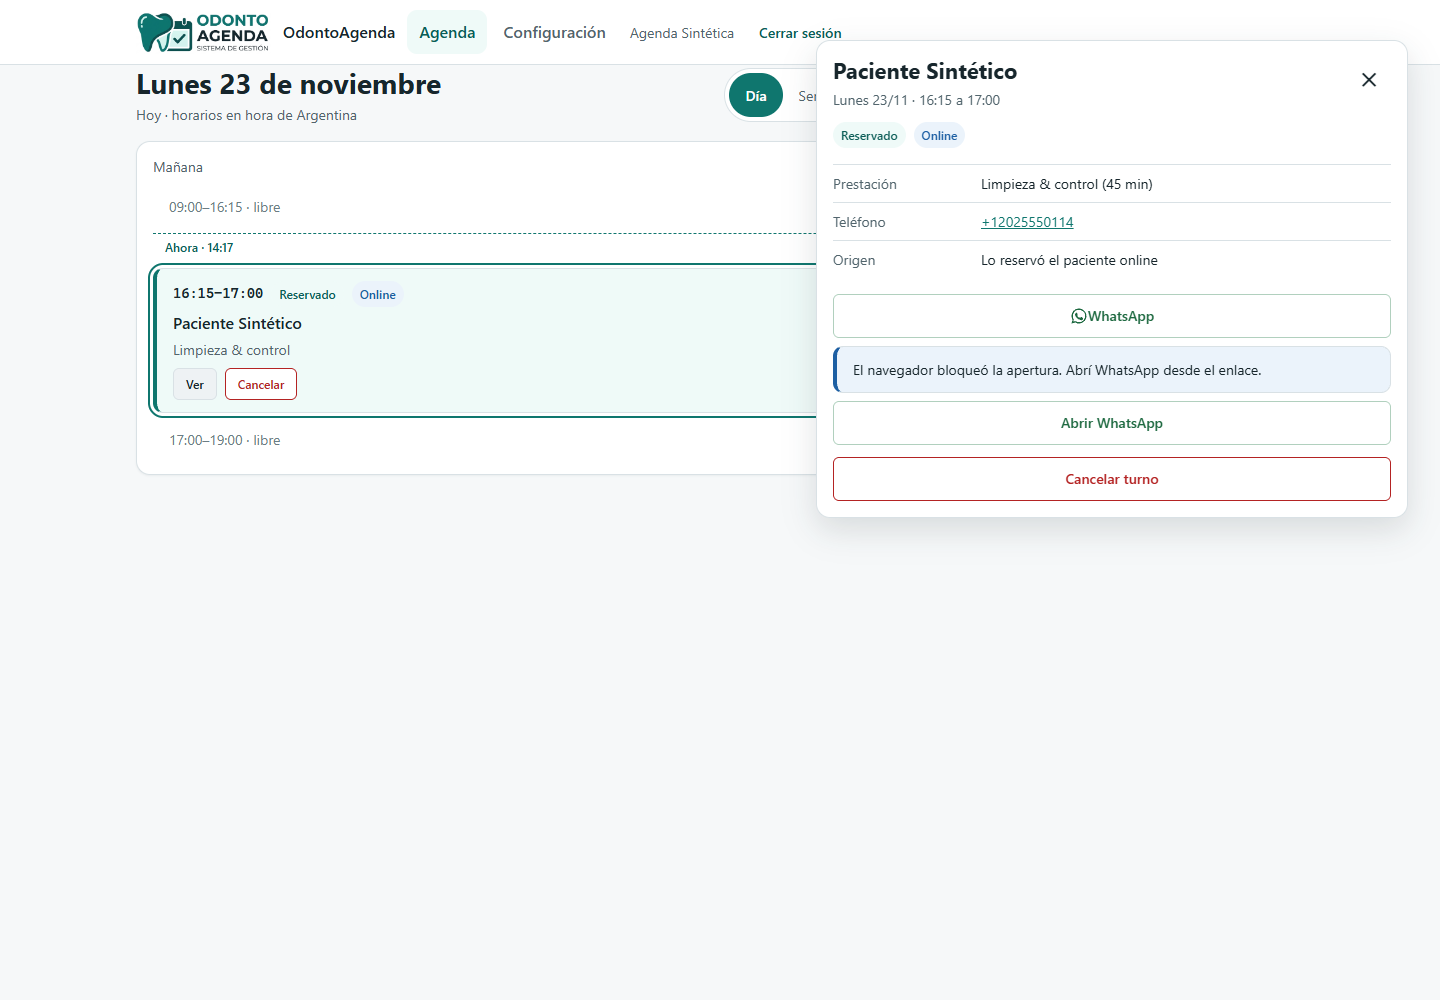 ODONTO
AGENDA
SISTEMA DE GESTIÓN
OdontoAgenda
Agenda
Configuración
Agenda Sintética
Cerrar sesión
Lunes 23 de noviembre
Hoy · horarios en hora de Argentina
Día
Mañana
09:00–16:15 · libre
Ahora · 14:17
16:15–17:00 Reservado Online
Paciente Sintético
Limpieza & control
Ver
Cancelar
17:00–19:00 · libre
Paciente Sintético
Lunes 23/11 · 16:15 a 17:00
Reservado Online
Prestación Limpieza & control (45 min)
Teléfono +12025550114
Origen Lo reservó el paciente online
WhatsApp
El navegador bloqueó la apertura. Abrí WhatsApp desde el enlace.
Abrir WhatsApp
Cancelar turno